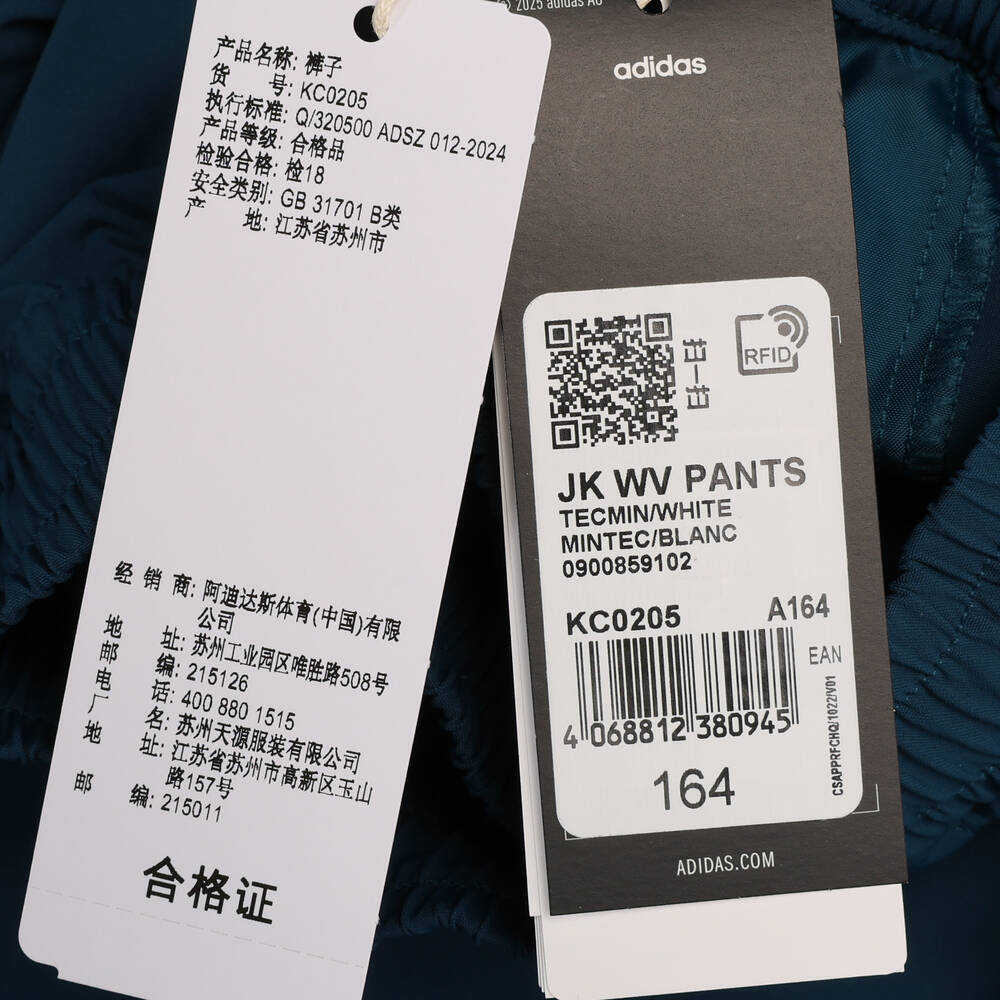 产品名称: 裤子
货 号: KC0205
执行标准: Q/320500 ADSZ 012-2024
产品等级: 合格品
检验合格: 检18
安全类别: GB 31701 B类
产 地: 江苏省苏州市
经 销 商: 阿迪达斯体育(中国)有限
公司
地 址: 苏州工业园区唯胜路508号
邮 编: 215126
电 话: 400 880 1515
厂 名: 苏州天源服装有限公司
地 址: 江苏省苏州市高新区玉山
路157号
邮 编: 215011
合格证
© 2025 adidas AG
adidas
扫一扫
RFID
JK WV PANTS
TECMIN/WHITE
MINTEC/BLANC
0900859102
KC0205 A164
EAN
4 068812 380945
CSAPPRFCHQ/1022/V01
164
ADIDAS.COM